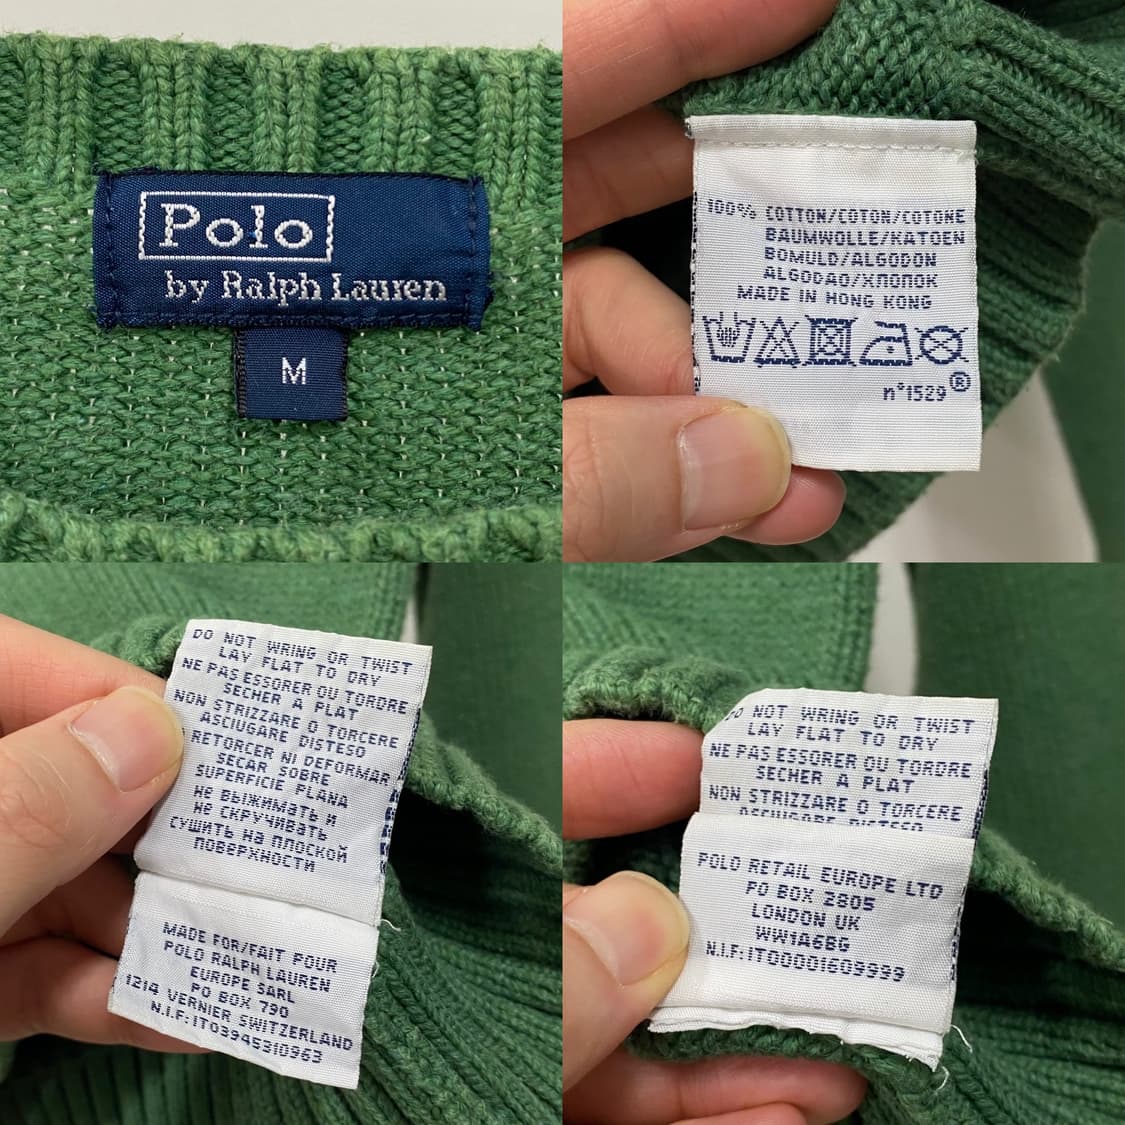 Polo
by Ralph Lauren
M
100% COTTON/COTON/COTONE
BAUMWOLLE/KATOEN
BOMULD/ALGODON
ALGODAO/ХЛОПОК
MADE IN HONG KONG
n°1529®
DO NOT WRING OR TWIST
LAY FLAT TO DRY
NE PAS ESSORER OU TORDRE
SECHER A PLAT
NON STRIZZARE O TORCERE
ASCIUGARE DISTESO
RETORCER NI DEFORMAR
SECAR SOBRE
SUPERFICIE PLANA
НЕ ВЫЖИМАТЬ И
НЕ СКРУЧИВАТЬ
СУШИТЬ НА ПЛОСКОЙ
ПОВЕРХНОСТИ
MADE FOR/FAIT POUR
POLO RALPH LAUREN
EUROPE SARL
PO BOX 790
1214 VERNIER SWITZERLAND
N.I.F:IT03945310963
DO NOT WRING OR TWIST
LAY FLAT TO DRY
NE PAS ESSORER OU TORDRE
SECHER A PLAT
NON STRIZZARE O TORCERE
ASCIUGARE DISTESO
POLO RETAIL EUROPE LTD
PO BOX 2805
LONDON UK
WW1A6BG
N.I.F:IT00001609999